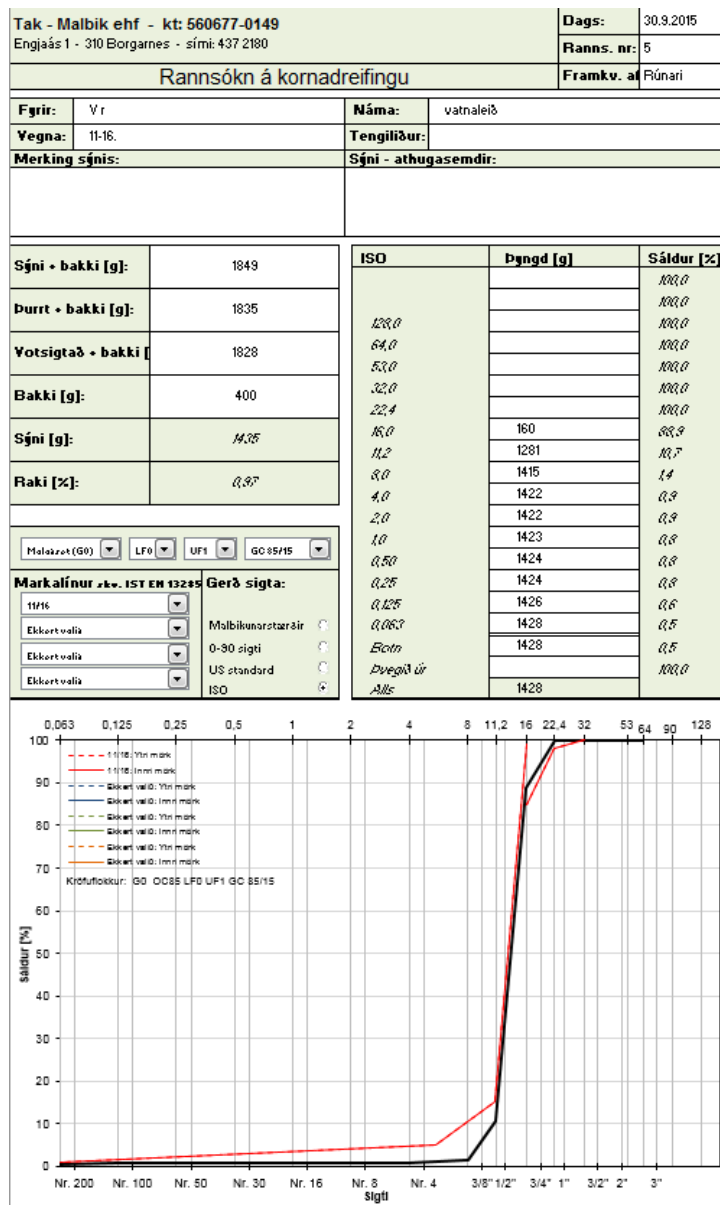 Tak - Malbik ehf - kt: 560677-0149
Engjaás 1 - 310 Borgarnes - sími: 437 2180
Dags: 30.9.2015
Ranns. nr: 5
Rannsókn á kornadreifingu
Framkv. af Rúnari
Fyrir: V r
Náma: vatnaleið
Vegna: 11-16.
Tengiliður:
Merking sýnis:
Sýni - athugasemdir:
Sýni + bakki [g]: 1849
Þurrt + bakki [g]: 1835
Votsigtað + bakki [ 1828
Bakki [g]: 400
Sýni [g]: 1435
Raki [%]: 0,97
ISO Þyngd [g] Sáldur [%]
100,0
100,0
128,0 100,0
64,0 100,0
53,0 100,0
32,0 100,0
22,4 100,0
16,0 160 88,9
11,2 1281 10,7
8,0 1415 1,4
4,0 1422 0,9
2,0 1422 0,9
1,0 1423 0,8
0,50 1424 0,8
0,25 1424 0,8
0,125 1426 0,6
0,063 1428 0,5
Botn 1428 0,5
Þvegið úr 100,0
Alls 1428
(G0) LF0 UF1 GC 85/15
Markalínur skv. IST EN 13285
11/16
Ekkert valið
Ekkert valið
Ekkert valið
Gerð sigta:
Malbikunarstærðir
0-90 sigti
US standard
ISO
0,063 0,125 0,25 0,5 1 2 4 8 11,2 16 22,4 32 53 64 90 128
100
90
80
70
60
50
40
30
20
10
0
sáldur [%]
11/16: Ytri mörk
11/16: Innri mörk
Ekkert valið: Ytri mörk
Ekkert valið: Innri mörk
Ekkert valið: Ytri mörk
Ekkert valið: Innri mörk
Ekkert valið: Ytri mörk
Ekkert valið: Innri mörk
Kröfuflokkur: G0 OC85 LF0 UF1 GC 85/15
Nr. 200 Nr. 100 Nr. 50 Nr. 30 Nr. 16 Nr. 8 Nr. 4 3/8" 1/2" 3/4" 1" 3/2" 2" 3"
Sigti